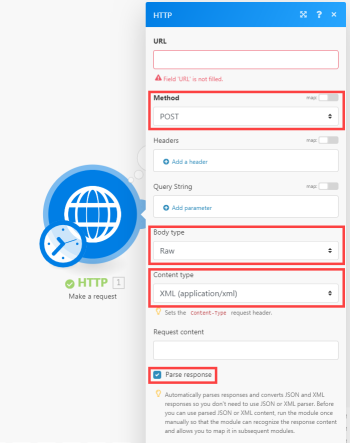 HTTP ?
URL
Field 'URL' is not filled.
Method map
POST
Headers map
Add a header
Query String map
Add parameter
Body type
Raw
Content type
XML (application/xml)
Sets the Content-Type request header.
Request content
Parse response
Automatically parses responses and converts JSON and XML
responses so you don't need to use JSON or XML parser. Before
you can use parsed JSON or XML content, run the module once
manually so that the module can recognize the response content
and allows you to map it in subsequent modules.
HTTP 1
Make a request